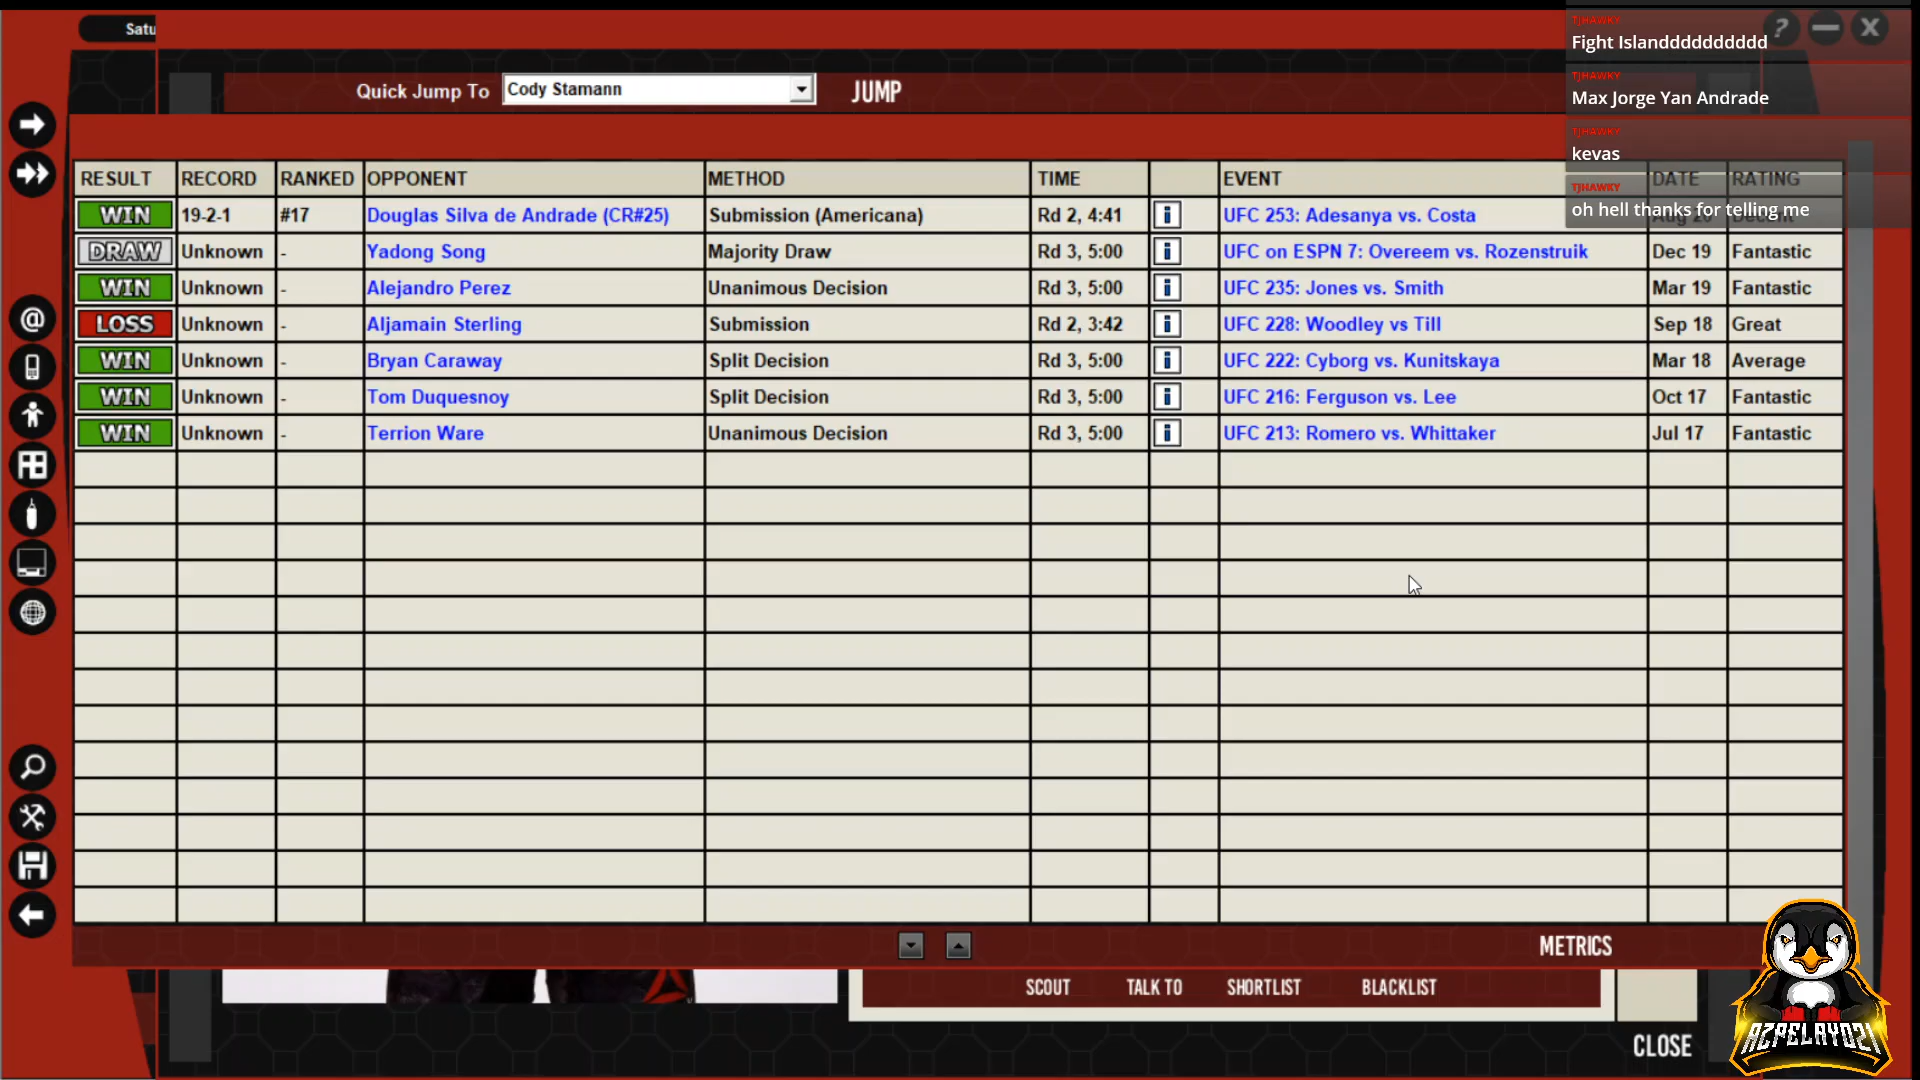 Satu
TJHAWKY
Fight Islandddddddddd
TJHAWKY
Max Jorge Yan Andrade
TJHAWKY
kevas
TJHAWKY
oh hell thanks for telling me
Quick Jump To Cody Stamann JUMP
RESULT RECORD RANKED OPPONENT METHOD TIME EVENT DATE RATING
WIN 19-2-1 #17 Douglas Silva de Andrade (CR#25) Submission (Americana) Rd 2, 4:41 i UFC 253: Adesanya vs. Costa Aug 20
DRAW Unknown - Yadong Song Majority Draw Rd 3, 5:00 i UFC on ESPN 7: Overeem vs. Rozenstruik Dec 19 Fantastic
WIN Unknown - Alejandro Perez Unanimous Decision Rd 3, 5:00 i UFC 235: Jones vs. Smith Mar 19 Fantastic
LOSS Unknown - Aljamain Sterling Submission Rd 2, 3:42 i UFC 228: Woodley vs Till Sep 18 Great
WIN Unknown - Bryan Caraway Split Decision Rd 3, 5:00 i UFC 222: Cyborg vs. Kunitskaya Mar 18 Average
WIN Unknown - Tom Duquesnoy Split Decision Rd 3, 5:00 i UFC 216: Ferguson vs. Lee Oct 17 Fantastic
WIN Unknown - Terrion Ware Unanimous Decision Rd 3, 5:00 i UFC 213: Romero vs. Whittaker Jul 17 Fantastic
METRICS
SCOUT TALK TO SHORTLIST BLACKLIST
CLOSE
AZPELAYO21